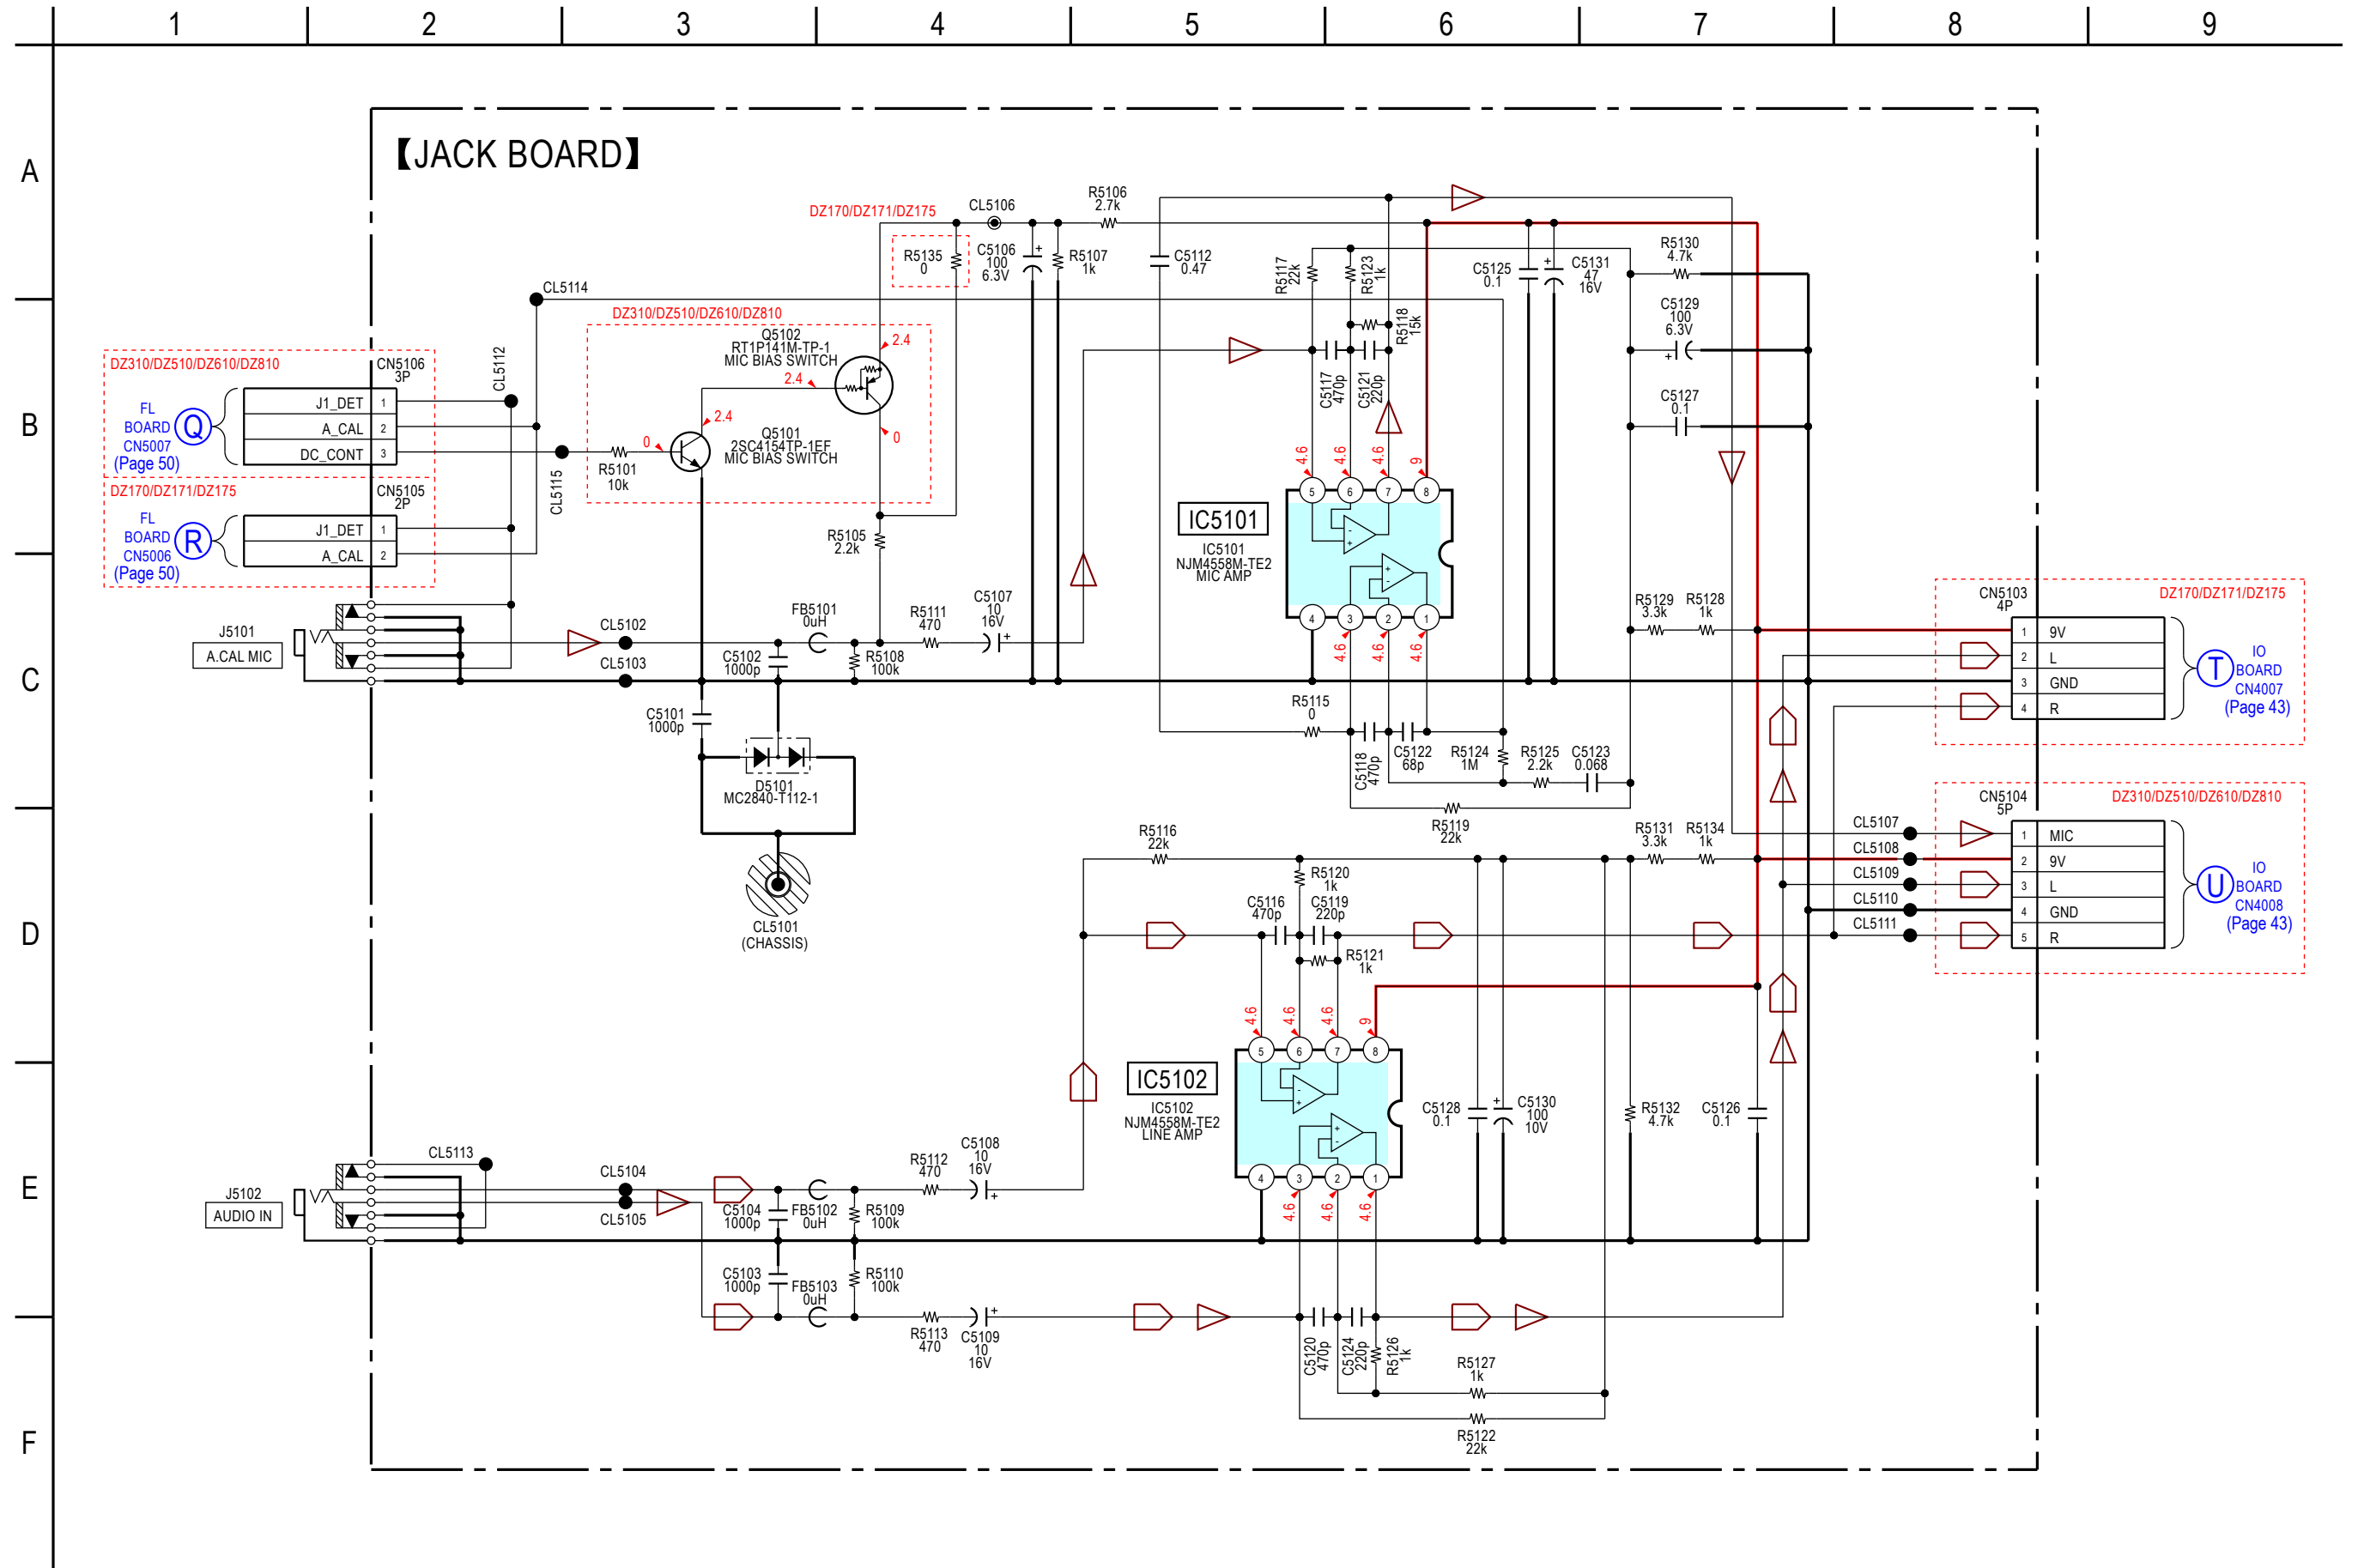 1 2 3 4 5 6 7 8 9
A
B
C
D
E
F
【JACK BOARD】
DZ170/DZ171/DZ175
CL5106
R5106
2.7k
R5135
0
C5106
100
6.3V
+
R5107
1k
C5112
0.47
R5117
22k
R5123
1k
C5125
0.1
+
C5131
47
16V
R5130
4.7k
CL5114
DZ310/DZ510/DZ610/DZ810
Q5102
RT1P141M-TP-1
MIC BIAS SWITCH
2.4
2.4
2.4
0
0
Q5101
2SC4154TP-1EF
MIC BIAS SWITCH
R5101
10k
R5118
15k
C5117
470p
C5121
220p
C5129
100
6.3V
+
C5127
0.1
DZ310/DZ510/DZ610/DZ810
CN5106
3P
CL5112
FL
BOARD
CN5007
(Page 50)
Q
J1_DET 1
A_CAL 2
DC_CONT 3
CL5115
DZ170/DZ171/DZ175
CN5105
2P
FL
BOARD
CN5006
(Page 50)
R
J1_DET 1
A_CAL 2
4.6 4.6 4.6 9
5 6 7 8
IC5101
IC5101
NJM4558M-TE2
MIC AMP
- +
+ -
4 3 2 1
4.6 4.6 4.6
R5105
2.2k
J5101
A.CAL MIC
CL5102
CL5103
C5102
1000p
FB5101
0uH
R5108
100k
R5111
470
C5107
10
16V
+
C5101
1000p
D5101
MC2840-T112-1
CL5101
(CHASSIS)
R5129
3.3k
R5128
1k
R5115
0
C5118
470p
C5122
68p
R5124
1M
R5125
2.2k
C5123
0.068
R5119
22k
CN5103
4P
DZ170/DZ171/DZ175
1 9V
2 L
3 GND
4 R
T
IO
BOARD
CN4007
(Page 43)
CN5104
5P
DZ310/DZ510/DZ610/DZ810
CL5107
CL5108
CL5109
CL5110
CL5111
1 MIC
2 9V
3 L
4 GND
5 R
U
IO
BOARD
CN4008
(Page 43)
R5116
22k
R5131
3.3k
R5134
1k
R5120
1k
C5116
470p
C5119
220p
R5121
1k
4.6 4.6 4.6 9
5 6 7 8
IC5102
IC5102
NJM4558M-TE2
LINE AMP
- +
+ -
4 3 2 1
4.6 4.6 4.6
C5128
0.1
+
C5130
100
10V
R5132
4.7k
C5126
0.1
J5102
AUDIO IN
CL5113
CL5104
CL5105
C5104
1000p
FB5102
0uH
R5109
100k
R5112
470
C5108
10
16V
+
C5103
1000p
FB5103
0uH
R5110
100k
R5113
470
C5109
10
16V
+
C5120
470p
C5124
220p
R5126
1k
R5127
1k
R5122
22k